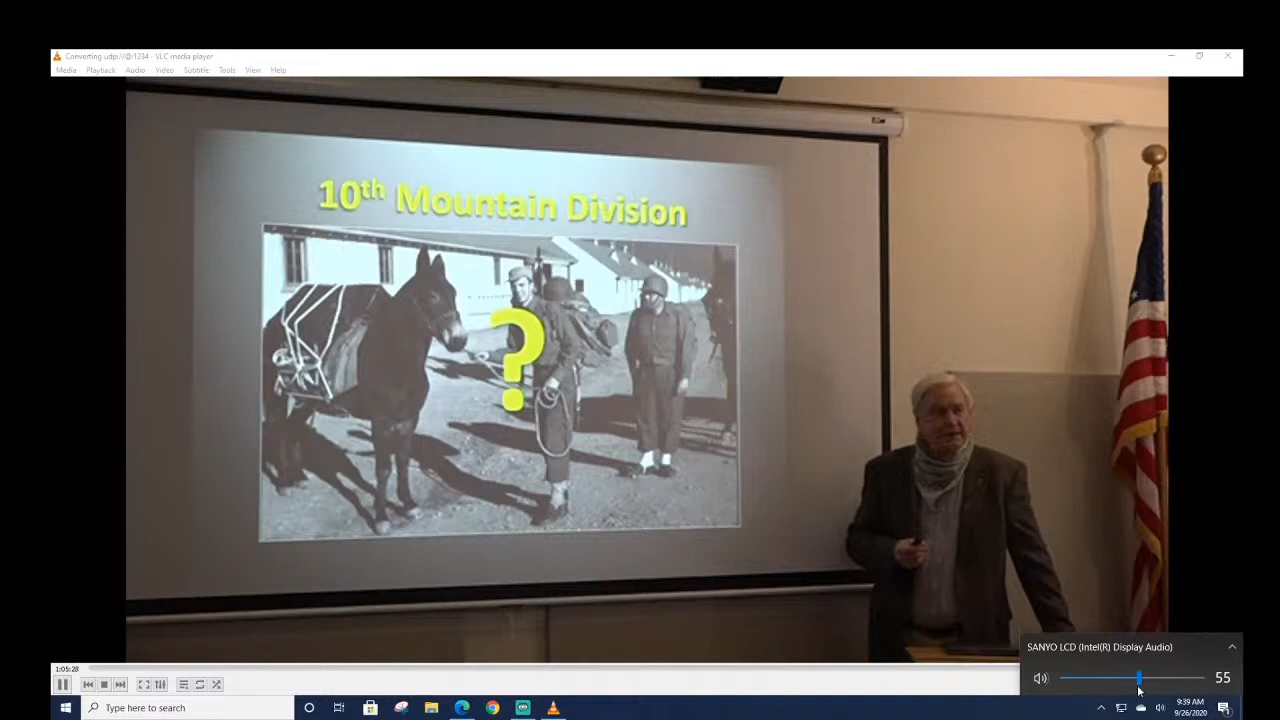 Converting udp://@:1234 - VLC media player
Media Playback Audio Video Subtitle Tools View Help
10th Mountain Division
?
SANYO LCD (Intel(R) Display Audio)
55
1:05:28
Type here to search
9:39 AM
9/26/2020